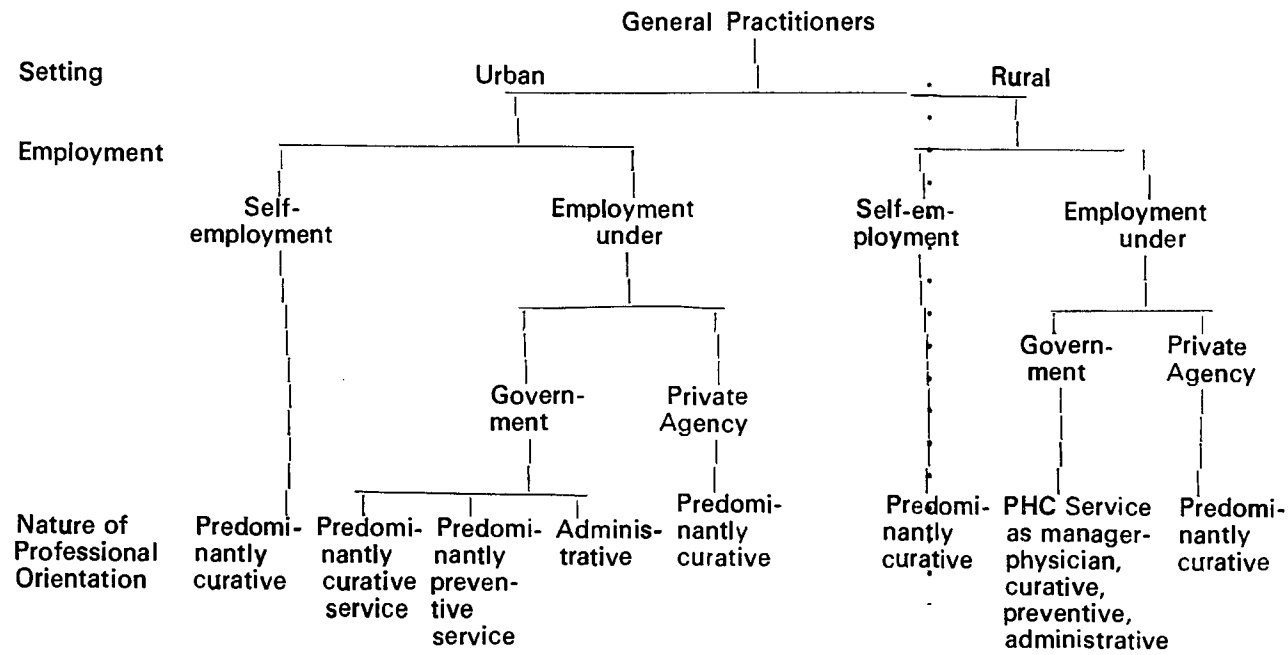 General Practitioners
Setting Urban Rural
Employment
Self-
employment
Employment
under
Self-em-
ployment
Employment
under
Govern-
ment
Private
Agency
Govern-
ment
Private
Agency
Nature of
Professional
Orientation
Predomi-
nantly
curative
Predomi-
nantly
curative
service
Predomi-
nantly
preven-
tive
service
Adminis-
trative
Predomi-
nantly
curative
Predomi-
nantly
curative
PHC Service
as manager-
physician,
curative,
preventive,
administrative
Predomi-
nantly
curative